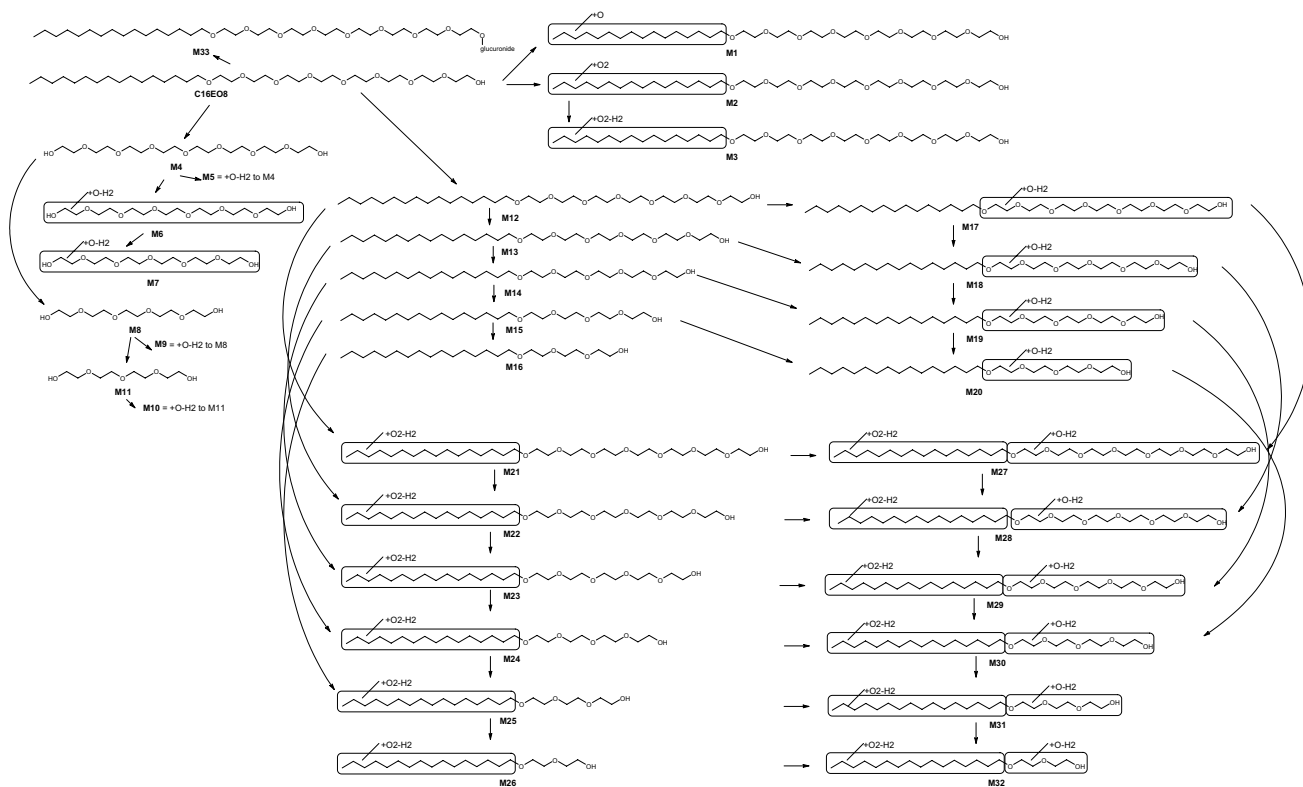 O O O O O O O O O
glucuronide
M33
O O O O O O O O OH
C16EO8
+O
O O O O O O O O OH
M1
+O2
O O O O O O O O OH
M2
+O2-H2
O O O O O O O O OH
M3
HO O O O O O O O OH
M4
M5 = +O-H2 to M4
+O-H2
HO O O O O O O OH
M6
+O-H2
HO O O O O O OH
M7
HO O O O O OH
M8
M9 = +O-H2 to M8
HO O O O OH
M11
M10 = +O-H2 to M11
O O O O O O O OH
M12
O O O O O O OH
M13
O O O O O OH
M14
O O O O OH
M15
O O O OH
M16
+O-H2
O O O O O O O OH
M17
+O-H2
O O O O O O OH
M18
+O-H2
O O O O O OH
M19
+O-H2
O O O O OH
M20
+O2-H2
O O O O O O O OH
M21
+O2-H2
O O O O O O OH
M22
+O2-H2
O O O O O OH
M23
+O2-H2
O O O O OH
M24
+O2-H2
O O O OH
M25
+O2-H2
O O OH
M26
+O2-H2 +O-H2
O O O O O O O OH
M27
+O2-H2 +O-H2
O O O O O O OH
M28
+O2-H2 +O-H2
O O O O O OH
M29
+O2-H2 +O-H2
O O O O OH
M30
+O2-H2 +O-H2
O O O OH
M31
+O2-H2 +O-H2
O O OH
M32